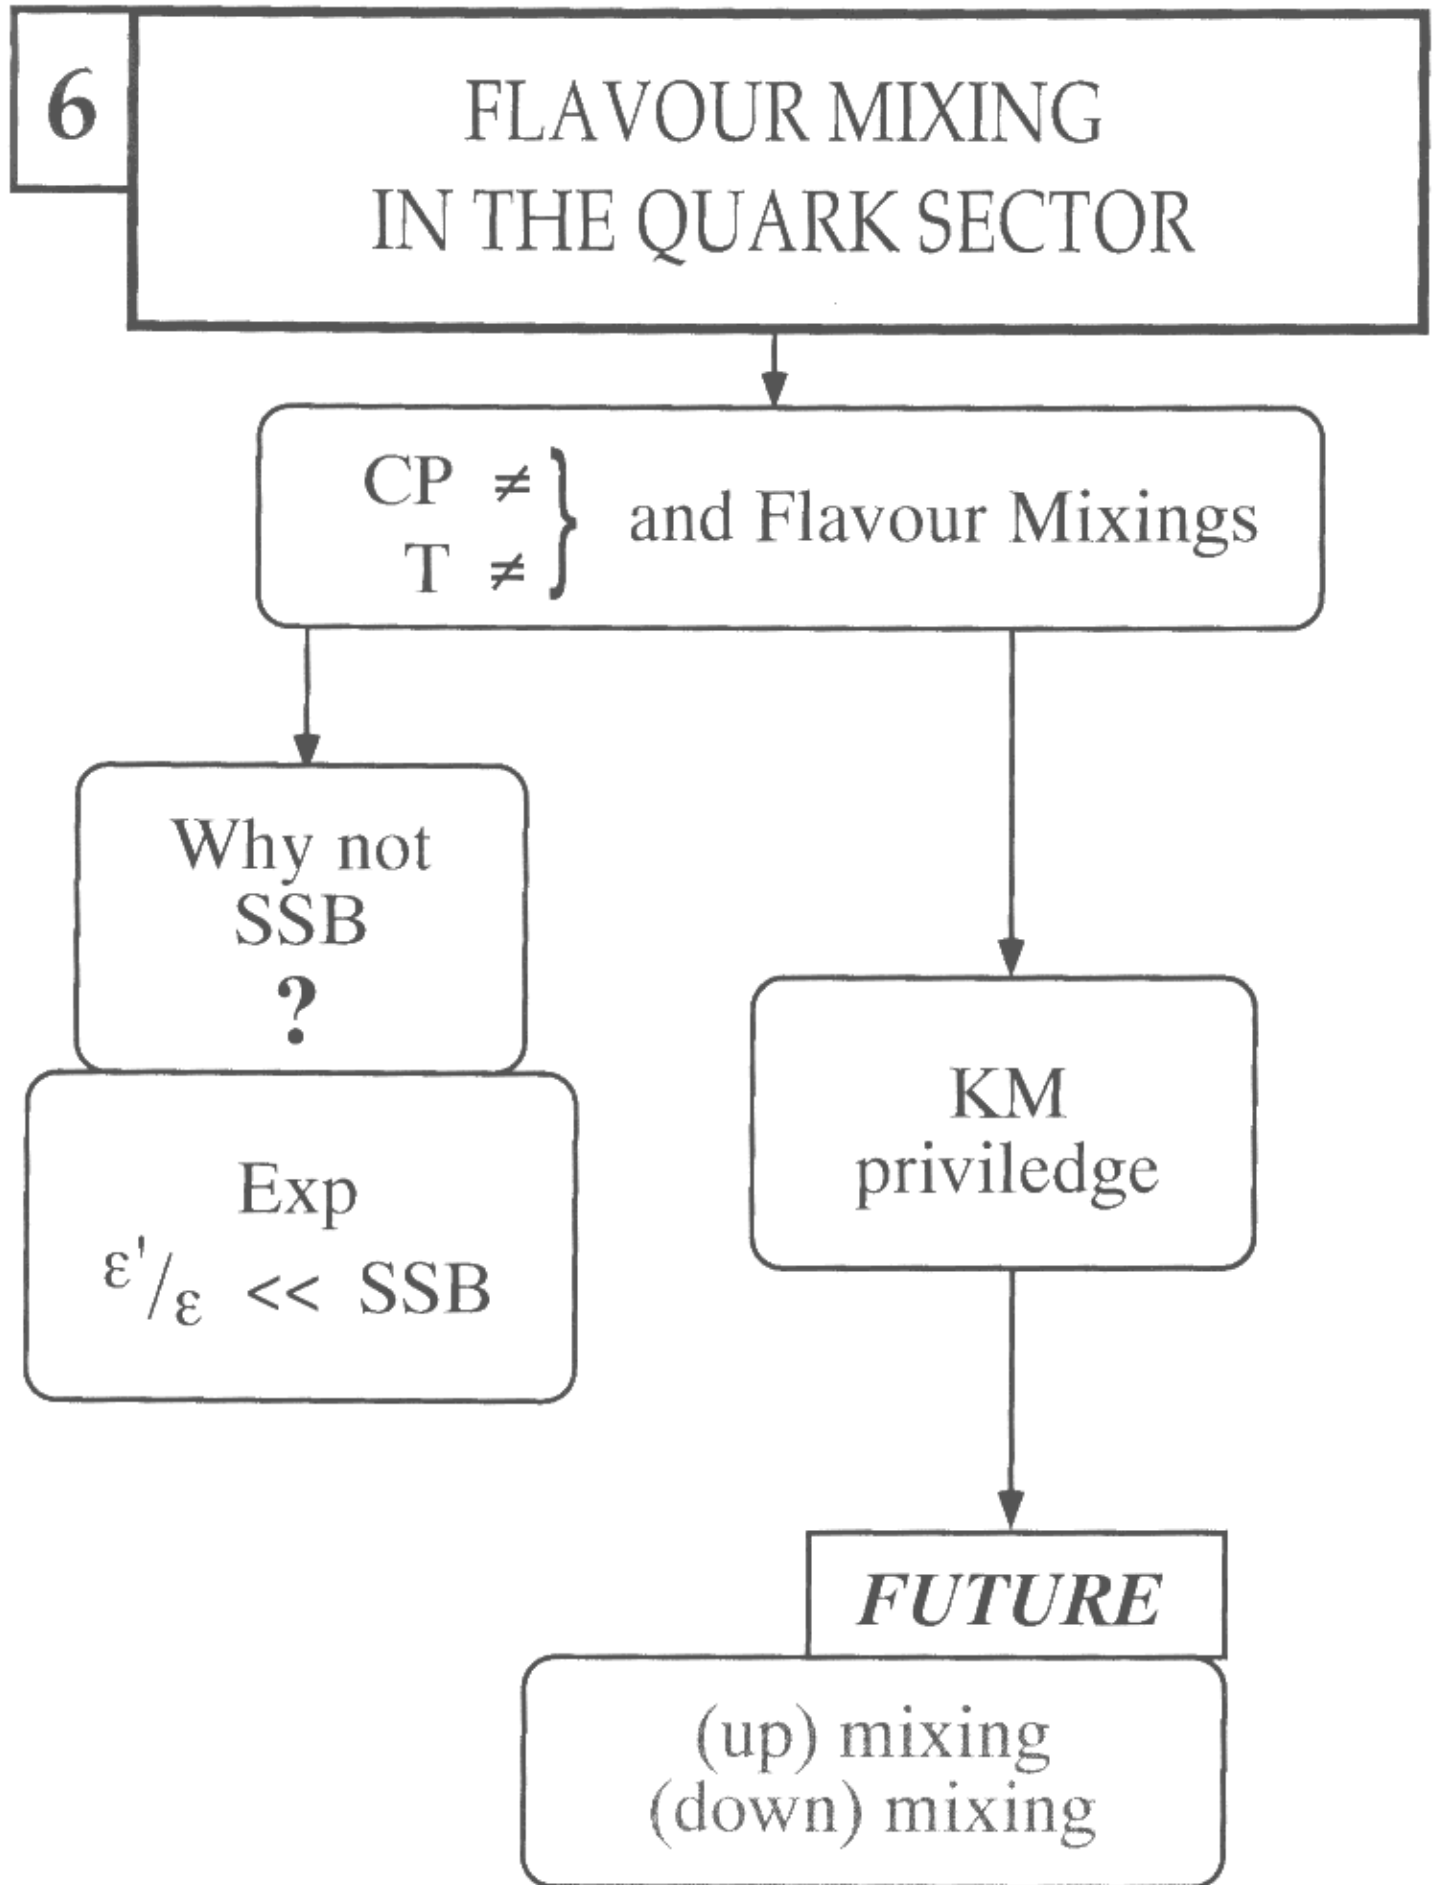 6
FLAVOUR MIXING
IN THE QUARK SECTOR
CP ≠
T ≠
} and Flavour Mixings
Why not
SSB
?
Exp
ε'/ε << SSB
KM
priviledge
FUTURE
(up) mixing
(down) mixing